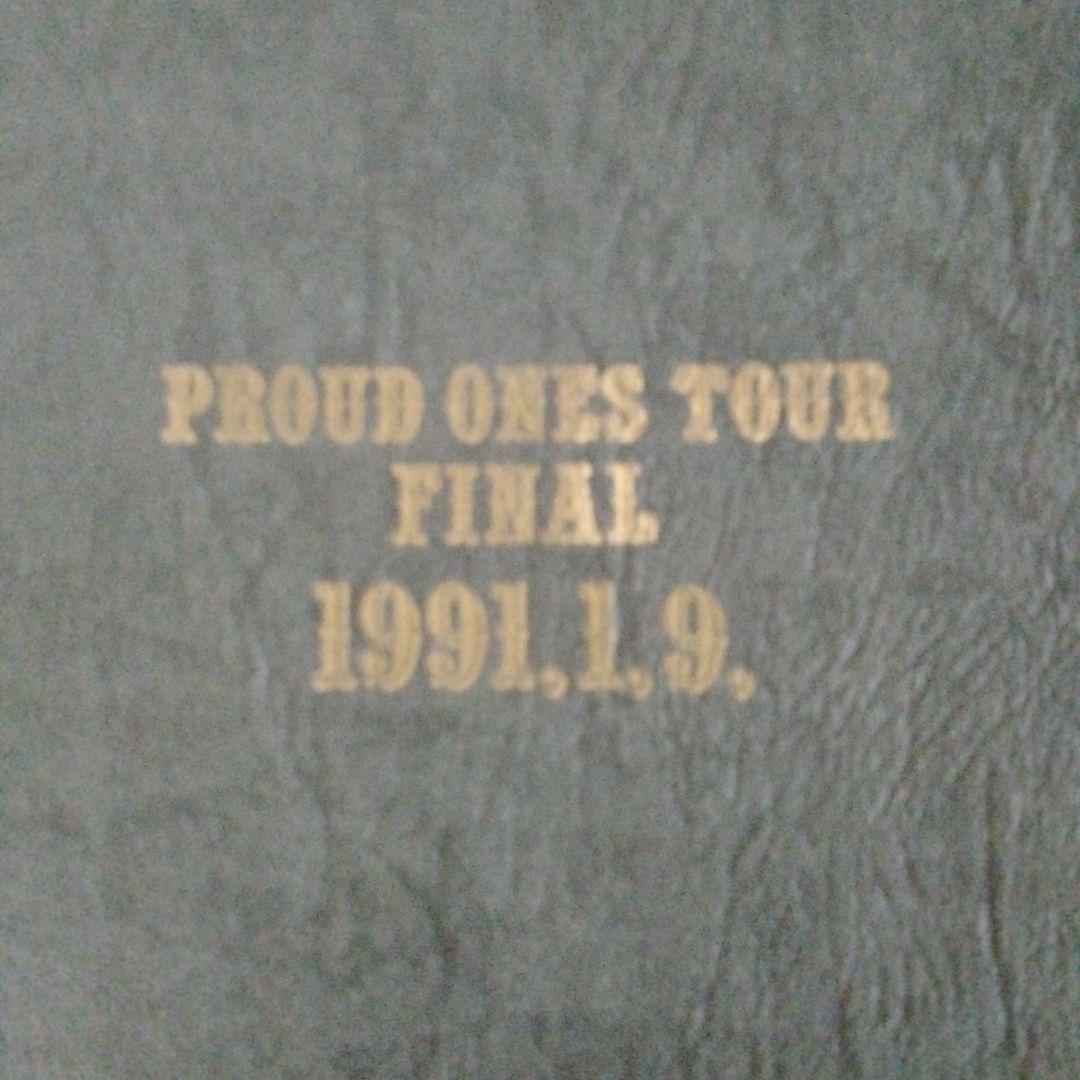 PROUD ONES TOUR
FINAL
1991,1,9,